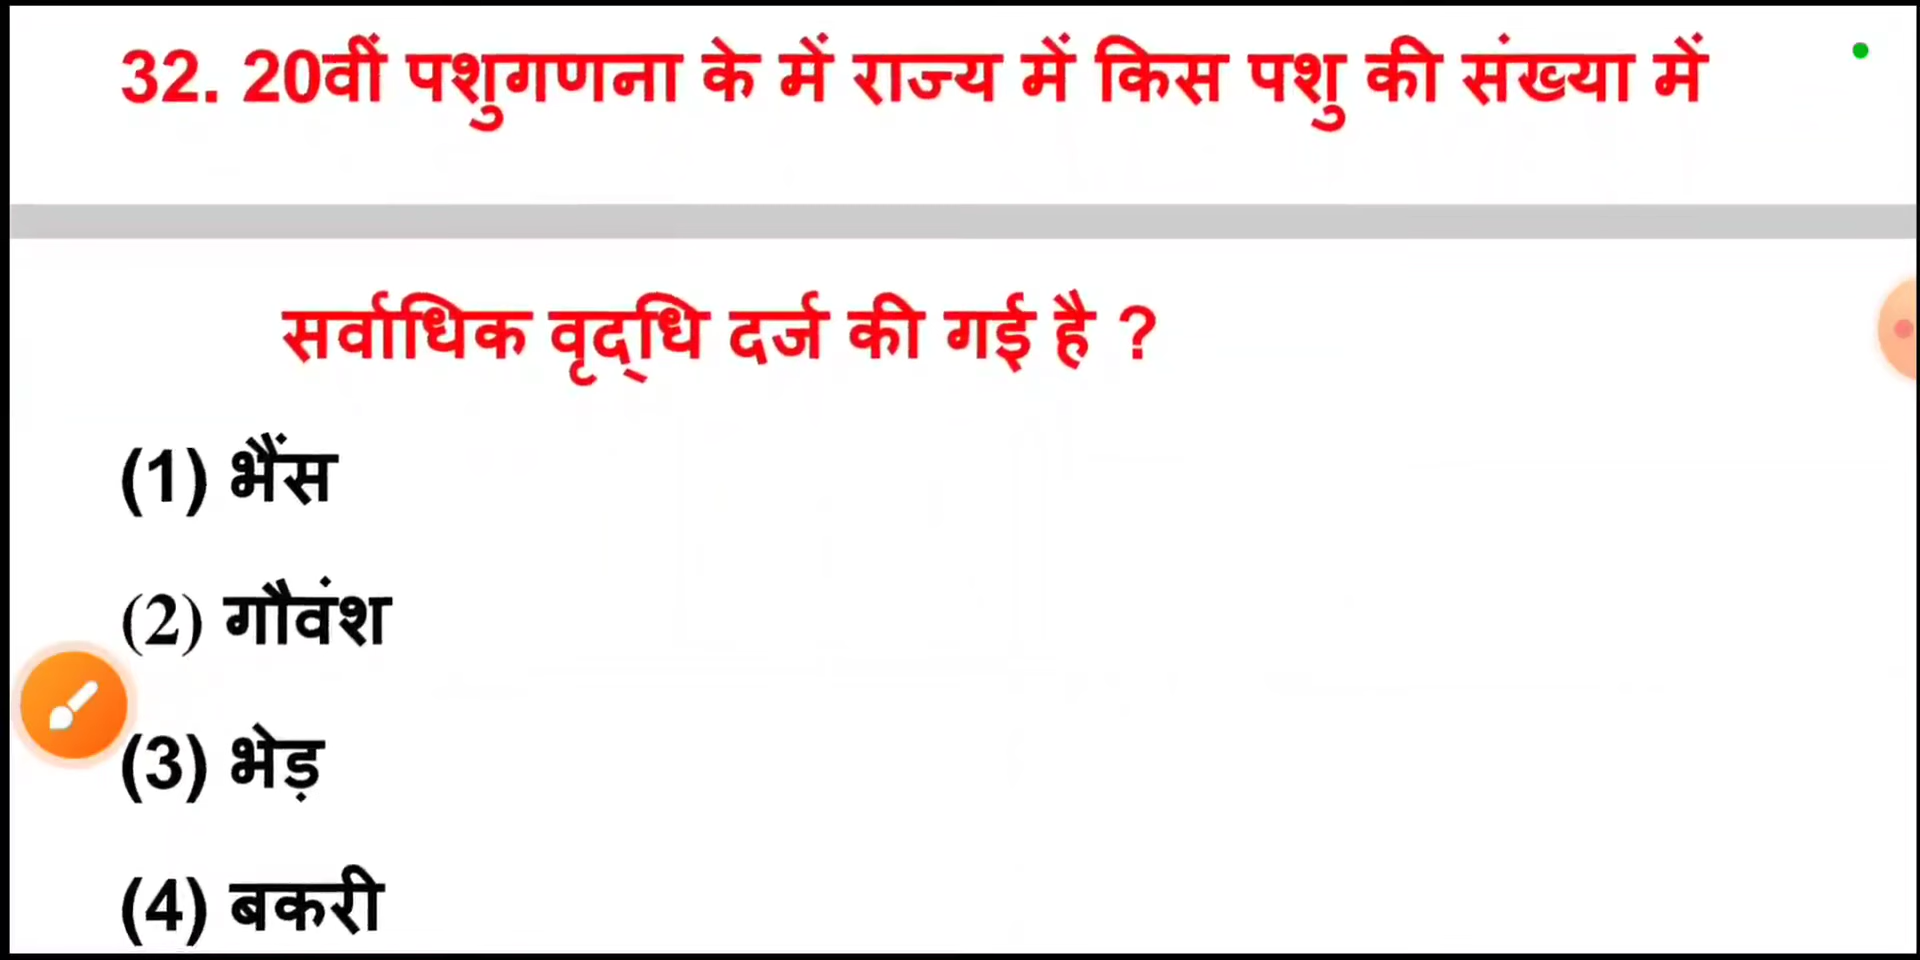 32. 20वीं पशुगणना के में राज्य में किस पशु की संख्या में
सर्वाधिक वृद्‌धि दर्ज की गई है ?
(1) भैंस
(2) गौवंश
(3) भेड़
(4) बकरी